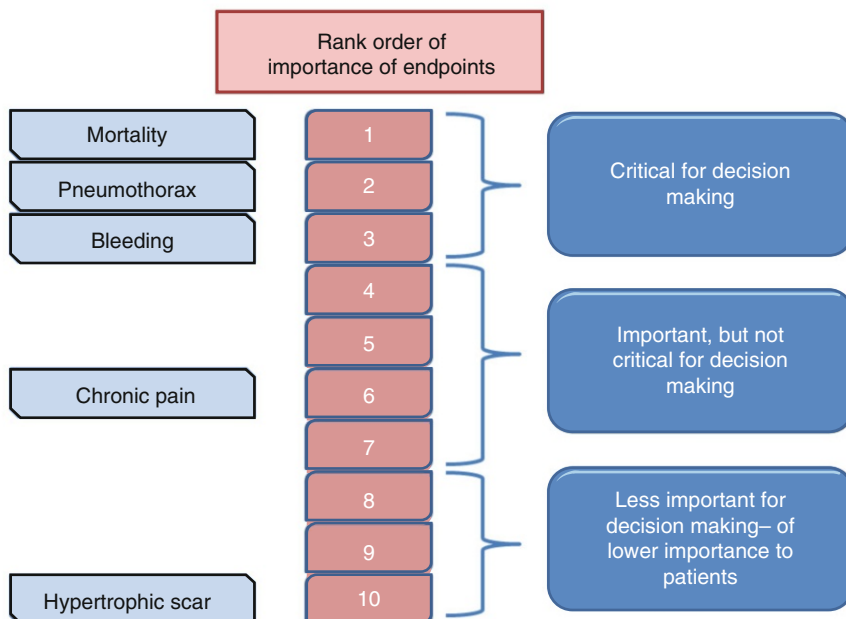 Rank order of
importance of endpoints
Mortality
1
Pneumothorax
2
Bleeding
3
Critical for decision
making
4
5
Chronic pain
6
7
Important, but not
critical for decision
making
8
9
Hypertrophic scar
10
Less important for
decision making– of
lower importance to
patients